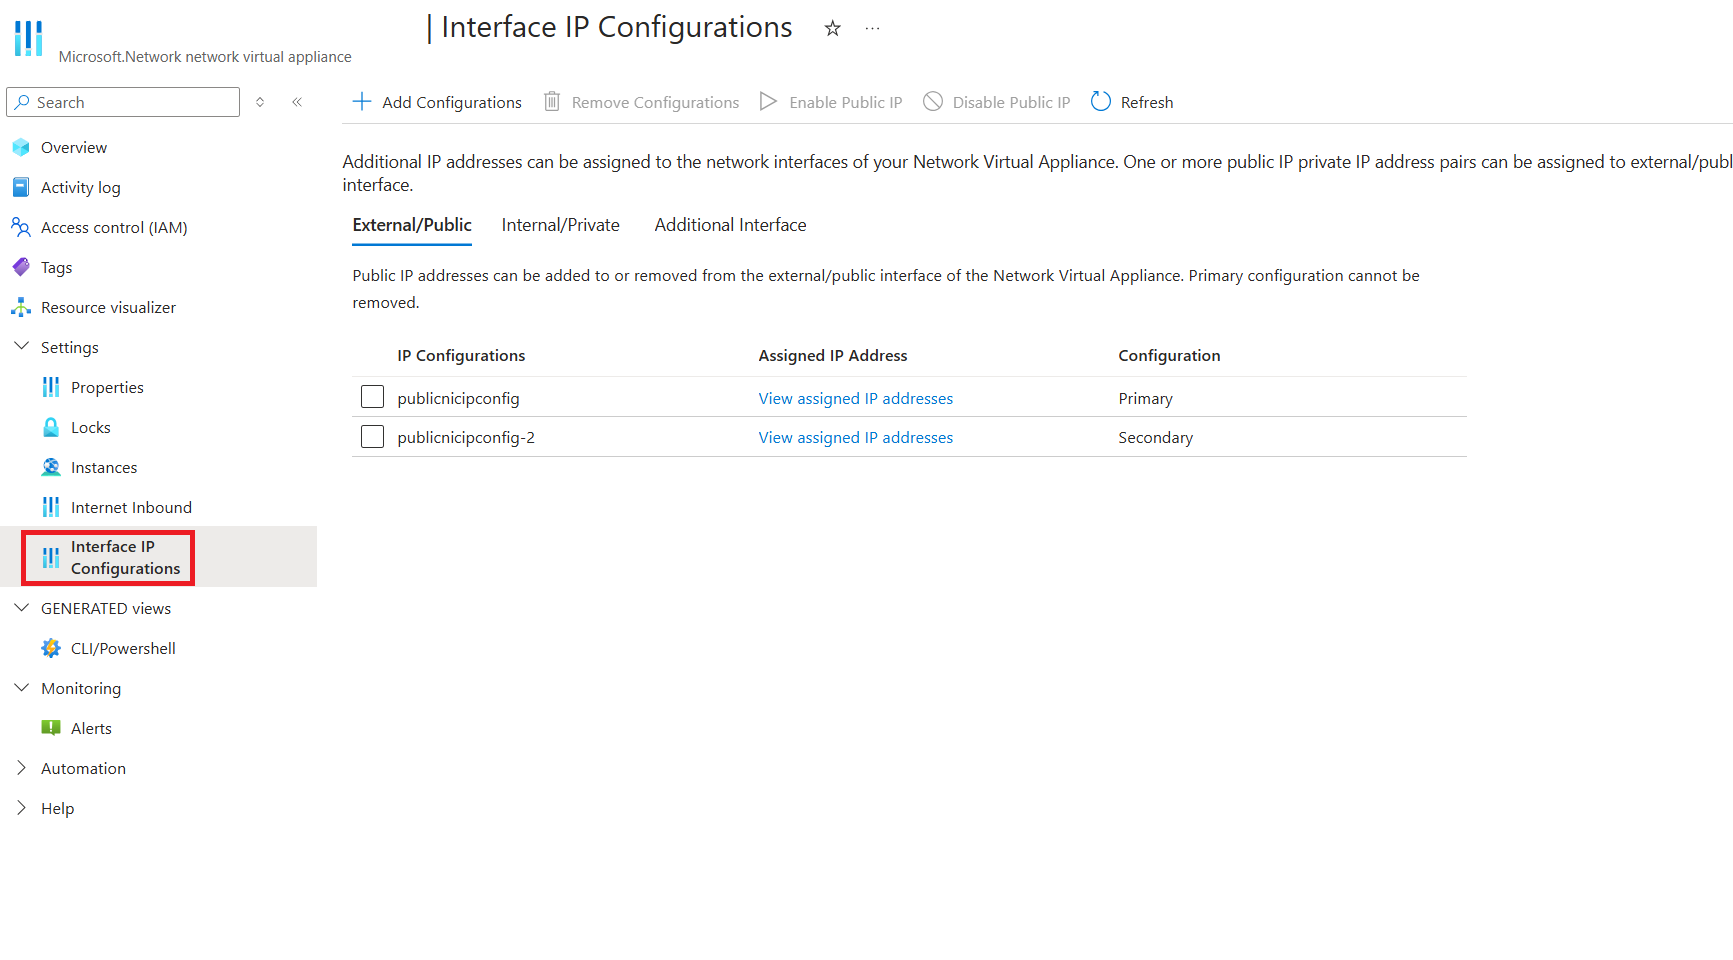 | Interface IP Configurations
Microsoft.Network network virtual appliance
Search
Add Configurations
Remove Configurations
Enable Public IP
Disable Public IP
Refresh
Overview
Activity log
Access control (IAM)
Tags
Resource visualizer
Settings
Properties
Locks
Instances
Internet Inbound
Interface IP
Configurations
GENERATED views
CLI/Powershell
Monitoring
Alerts
Automation
Help
Additional IP addresses can be assigned to the network interfaces of your Network Virtual Appliance. One or more public IP private IP address pairs can be assigned to external/publ
interface.
External/Public
Internal/Private
Additional Interface
Public IP addresses can be added to or removed from the external/public interface of the Network Virtual Appliance. Primary configuration cannot be
removed.
IP Configurations Assigned IP Address Configuration
publicnicipconfig View assigned IP addresses Primary
publicnicipconfig-2 View assigned IP addresses Secondary